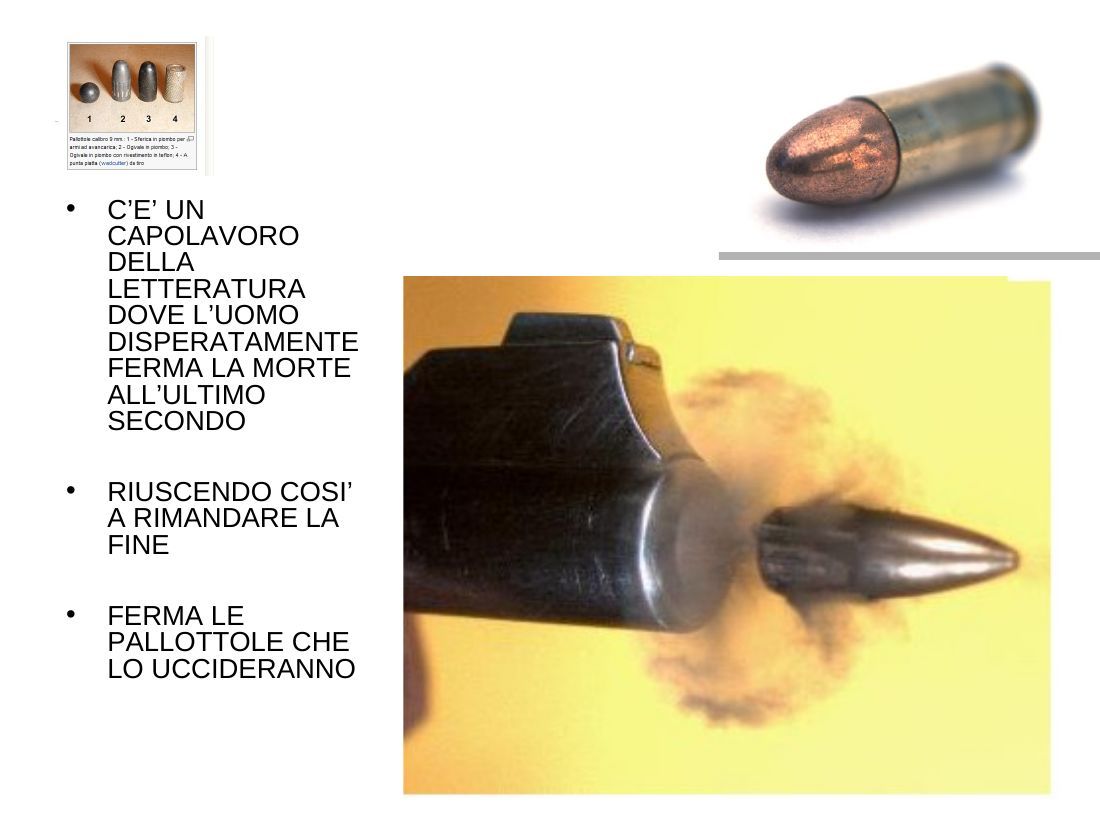 1 2 3 4
Pallottole calibro 9 mm.: 1 - Sferica in piombo per
armi ad avancarica; 2 - Ogivale in piombo; 3 -
Ogivale in piombo con rivestimento in teflon; 4 - A
punta piatta (wadcutter) da tiro
• C’E’ UN
CAPOLAVORO
DELLA
LETTERATURA
DOVE L’UOMO
DISPERATAMENTE
FERMA LA MORTE
ALL’ULTIMO
SECONDO
• RIUSCENDO COSI’
A RIMANDARE LA
FINE
• FERMA LE
PALLOTTOLE CHE
LO UCCIDERANNO